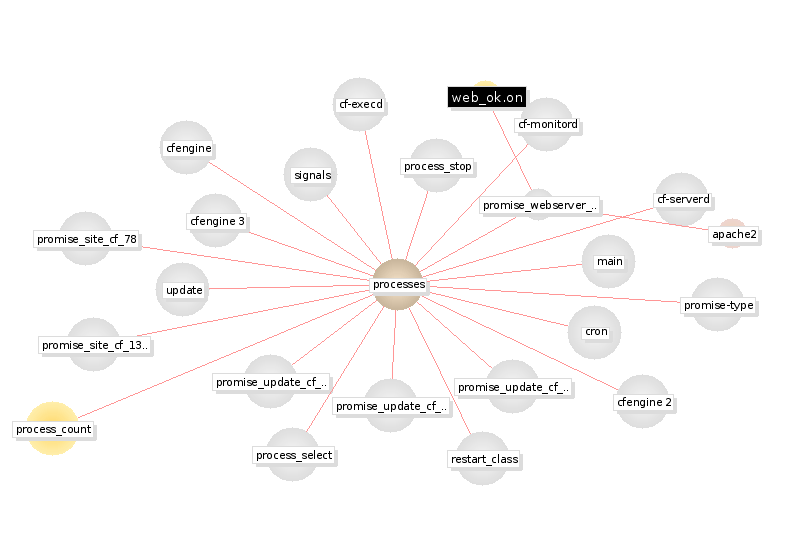 web_ok.on
cf-execd
cf-monitord
cfengine
process_stop
signals
cf-serverd
promise_webserver_..
cfengine 3
apache2
promise_site_cf_78
main
processes
update
promise-type
cron
promise_site_cf_13..
promise_update_cf_..
promise_update_cf_..
promise_update_cf_..
cfengine 2
process_count
process_select
restart_class